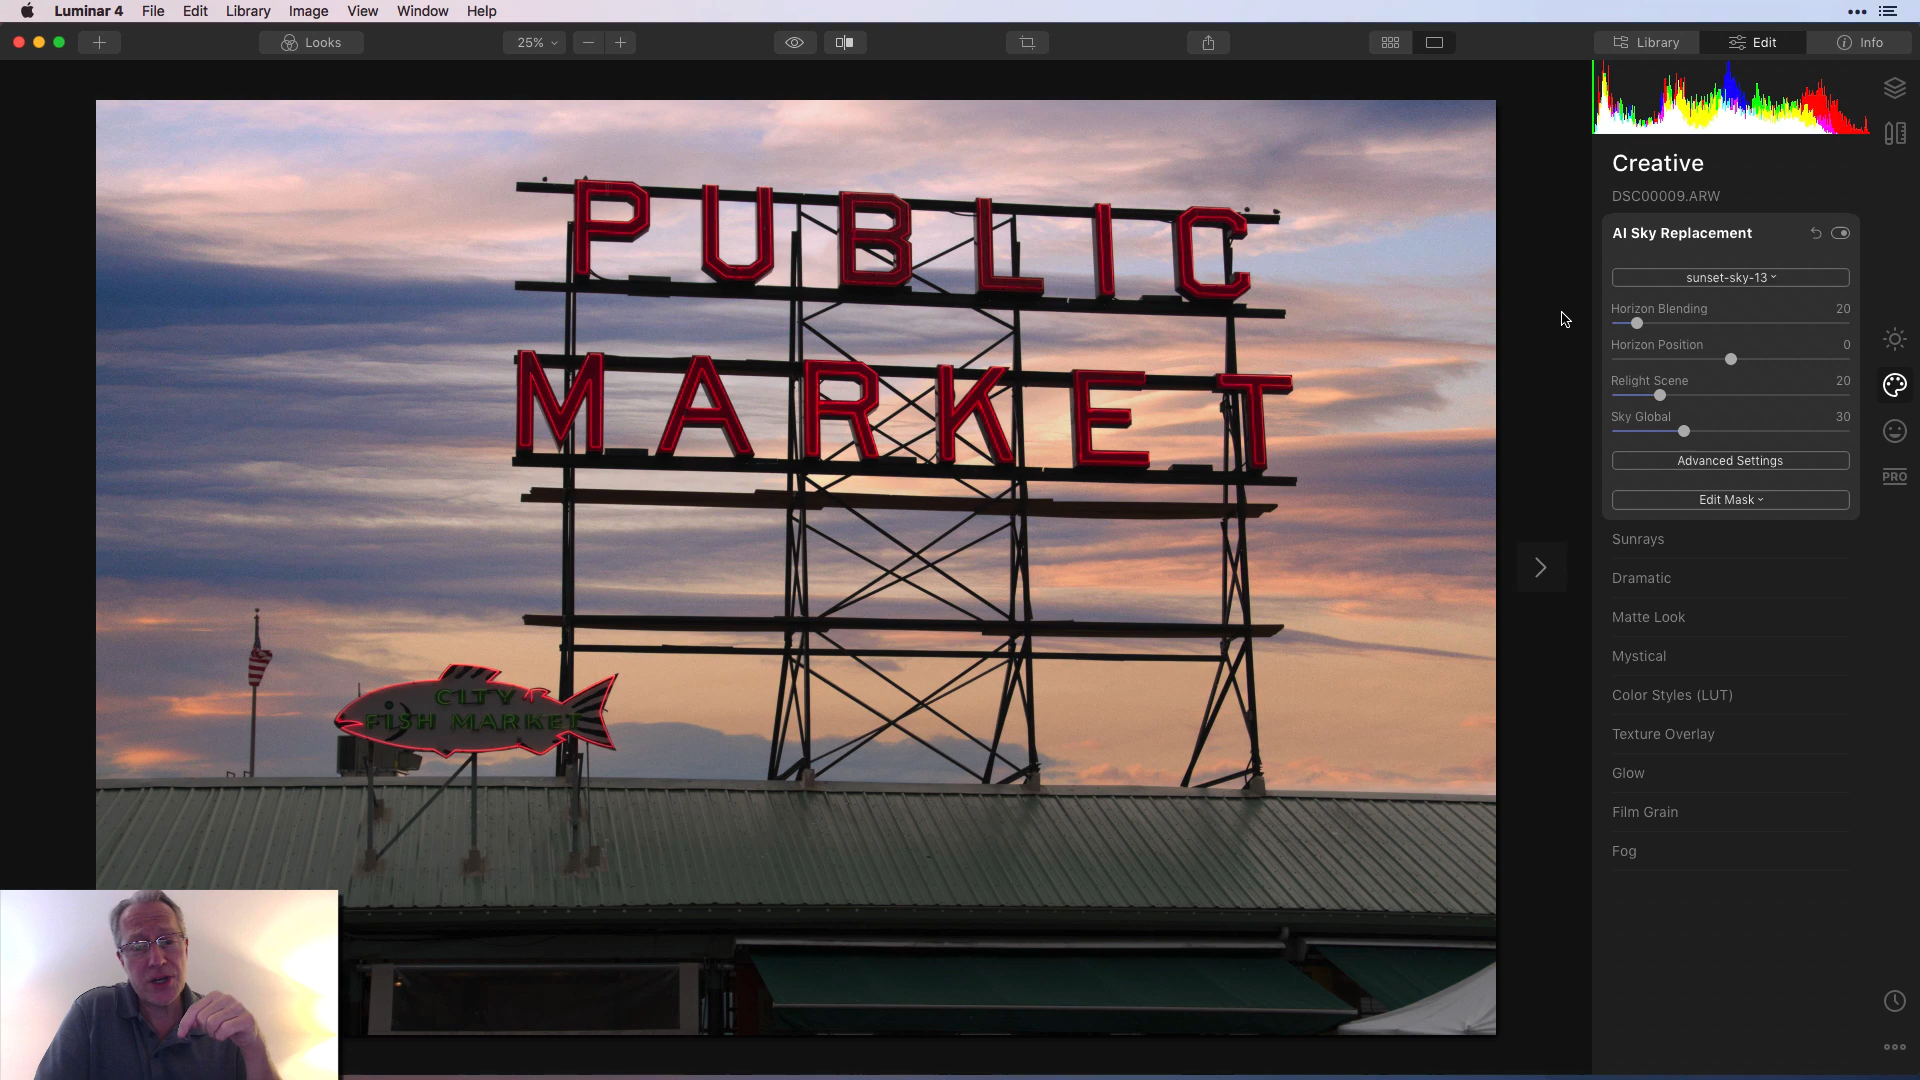 Luminar 4 File Edit Library Image View Window Help
Looks 25% Library Edit Info
Creative
DSC00009.ARW
AI Sky Replacement
sunset-sky-13
Horizon Blending 20
Horizon Position 0
Relight Scene 20
Sky Global 30
Advanced Settings
Edit Mask
Sunrays
Dramatic
Matte Look
Mystical
Color Styles (LUT)
Texture Overlay
Glow
Film Grain
Fog
PRO
PUBLIC
MARKET
CITY
FISH MARKET